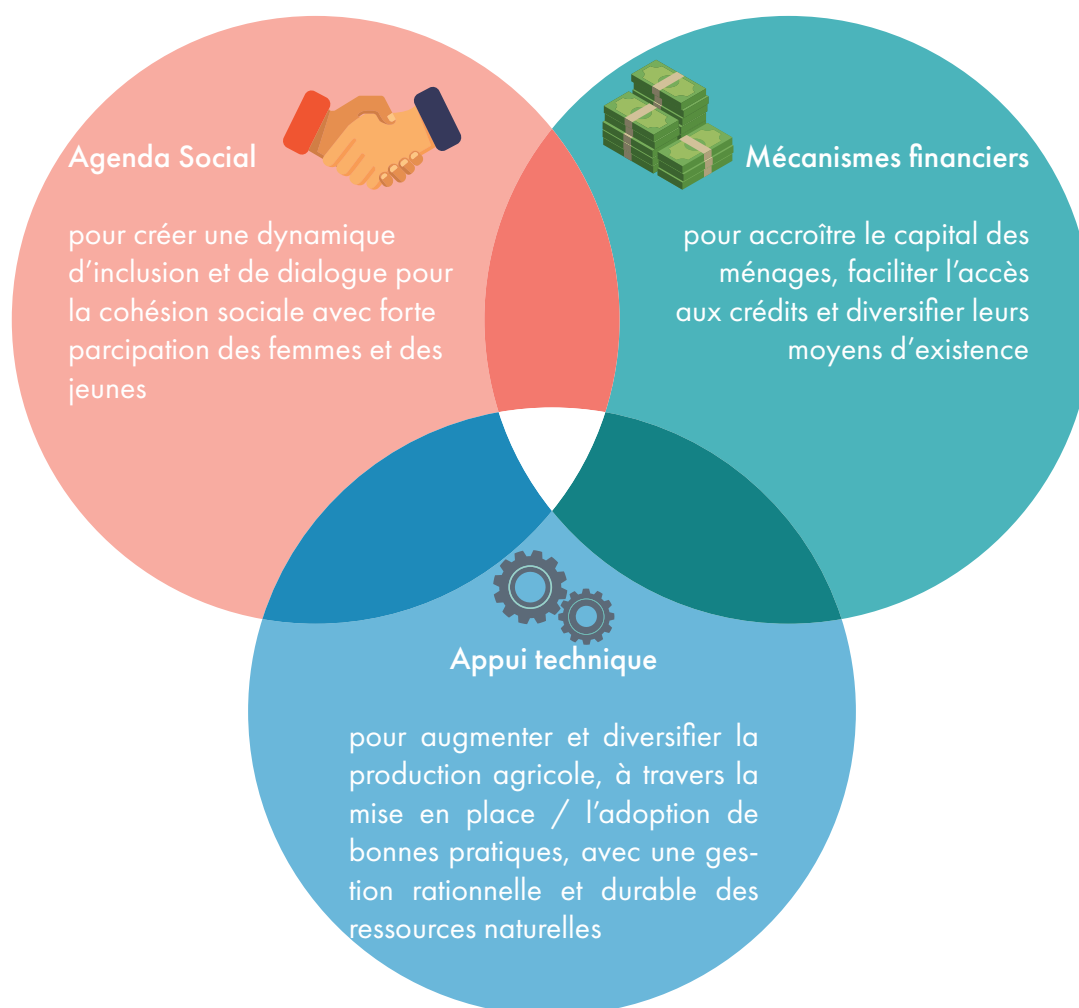 Agenda Social
pour créer une dynamique
d’inclusion et de dialogue pour
la cohésion sociale avec forte
parcipation des femmes et des
jeunes
Mécanismes financiers
pour accroître le capital des
ménages, faciliter l’accès
aux crédits et diversifier leurs
moyens d’existence
Appui technique
pour augmenter et diversifier la
production agricole, à travers la
mise en place / l’adoption de
bonnes pratiques, avec une ges-
tion rationnelle et durable des
ressources naturelles